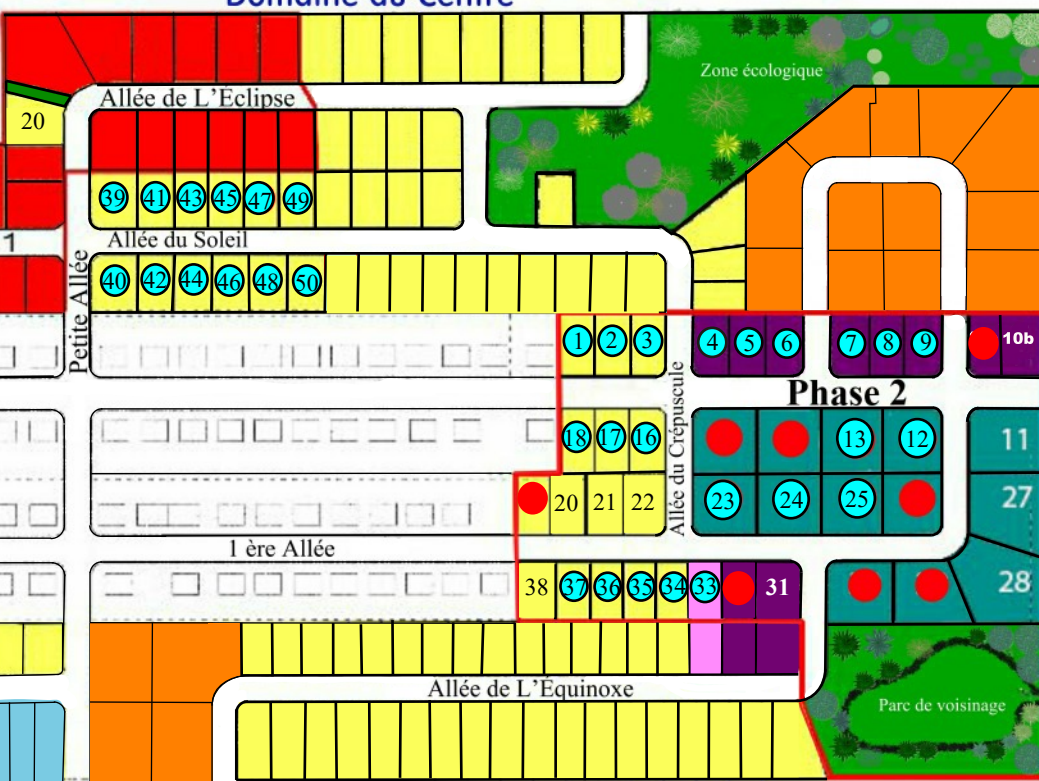 Domaine du Centre
Zone écologique
Allée de L'Éclipse
20
39 41 43 45 47 49
1
Allée du Soleil
Petite Allée
40 42 44 46 48 50
1 2 3 4 5 6 7 8 9 10b
Phase 2
Allée du Crépuscule
18 17 16 13 12 11
20 21 22 23 24 25 27
1 ère Allée
38 37 36 35 34 33 31 28
Allée de L'Équinoxe
Parc de voisinage